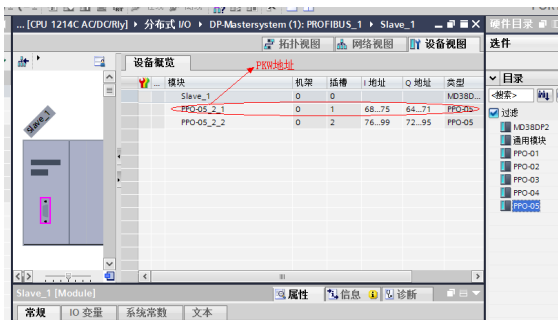 ... [CPU 1214C AC/DC/Rly] ▸ 分布式 I/O ▸ DP-Mastersystem (1): PROFIBUS_1 ▸ Slave_1
硬件目录
拓扑视图 网络视图 设备视图
选件
设备概览
PKW地址
... 模块 机架 插槽 I 地址 Q 地址 类型
Slave_1 0 0 MD38D...
PPO-05_2_1 0 1 68...75 64...71 PPO-05
PPO-05_2_2 0 2 76...99 72...95 PPO-05
Slave_1
目录
<搜索>
过滤
MD38DP2
通用模块
PPO-01
PPO-02
PPO-03
PPO-04
PPO-05
Slave_1 [Module]
属性 信息 诊断
常规 IO 变量 系统常数 文本